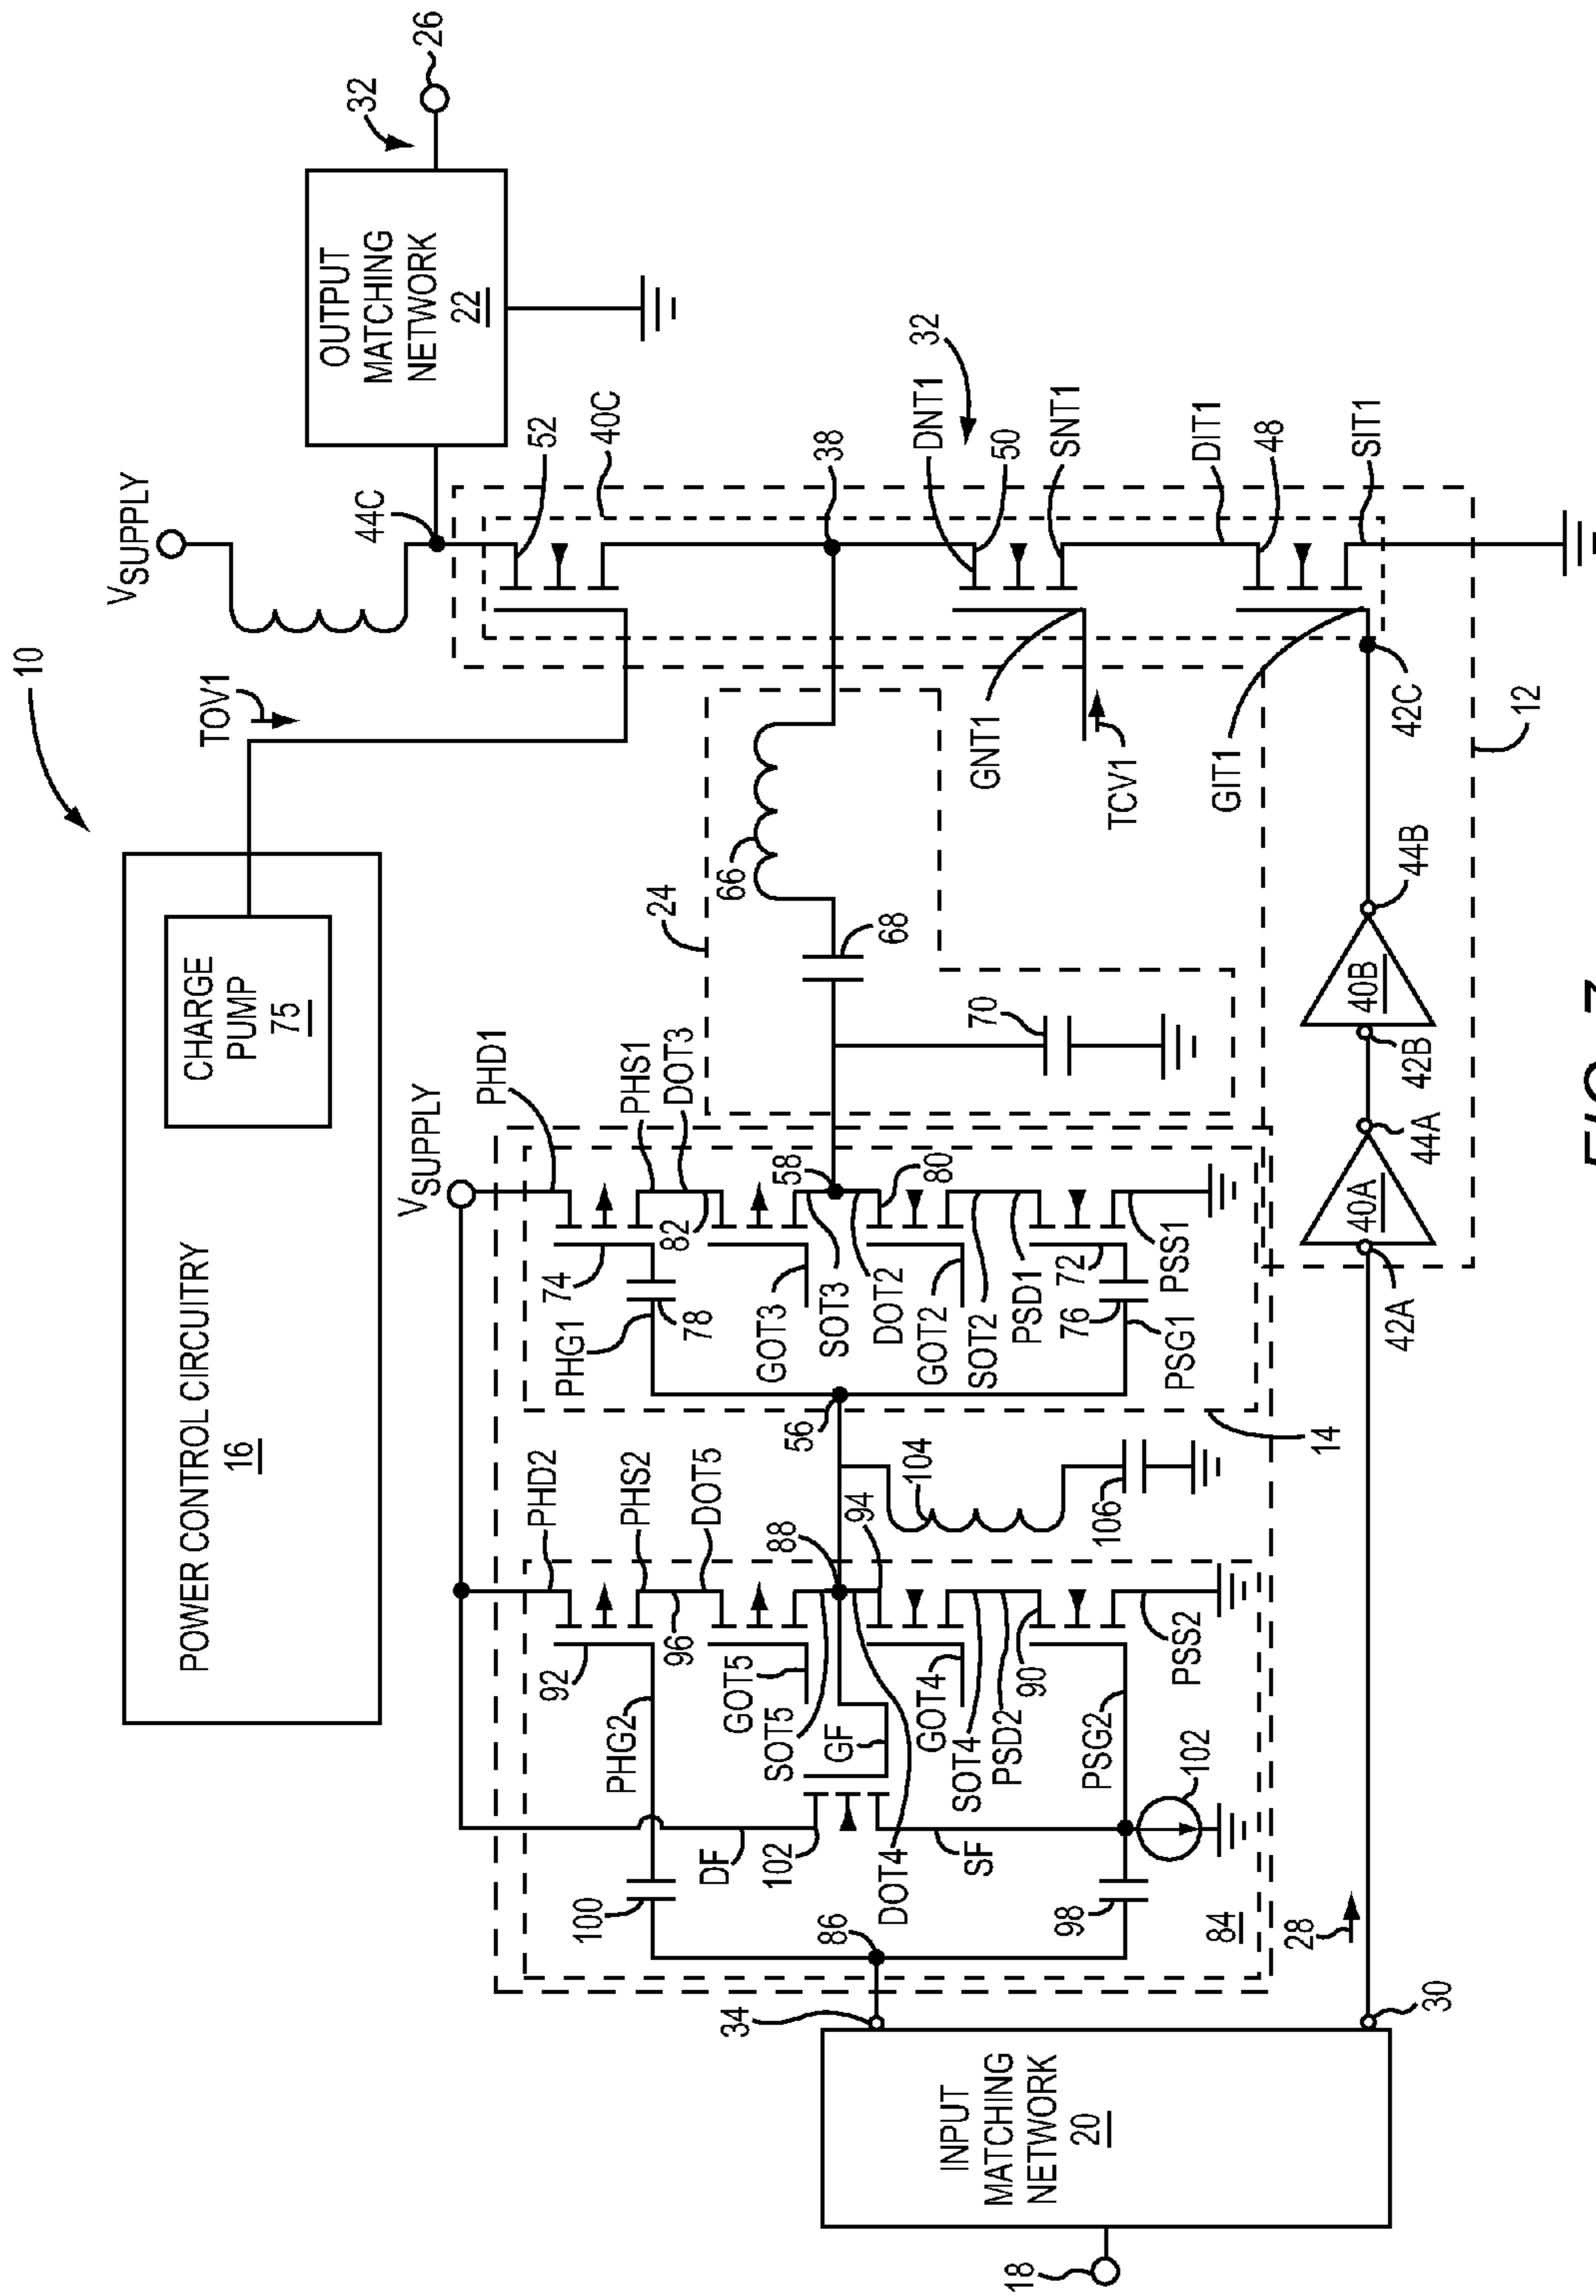 10
POWER CONTROL CIRCUITRY
16
CHARGE
PUMP
75
TOV1
VSUPPLY
44C
OUTPUT
MATCHING
NETWORK
22
32
26
52
40C
38
DNT1
32
50
SNT1
DIT1
48
SIT1
GNT1
TCV1
GIT1
42C
12
24
66
68
70
VSUPPLY
PHD1
PHS1
DOT3
74
82
PHG1
78
GOT3
SOT3
58
80
DOT2
GOT2
SOT2
PSD1
72
76
PSS1
PSG1
56
14
104
106
PHD2
PHS2
DOT5
92
96
PHG2
GOT5
SOT5
88
94
GF
GOT4
SOT4
PSD2
90
PSG2
PSS2
102
DF
102
DOT4
SF
100
98
86
84
34
28
30
INPUT
MATCHING
NETWORK
20
18
42A
40A
44A
42B
40B
44B